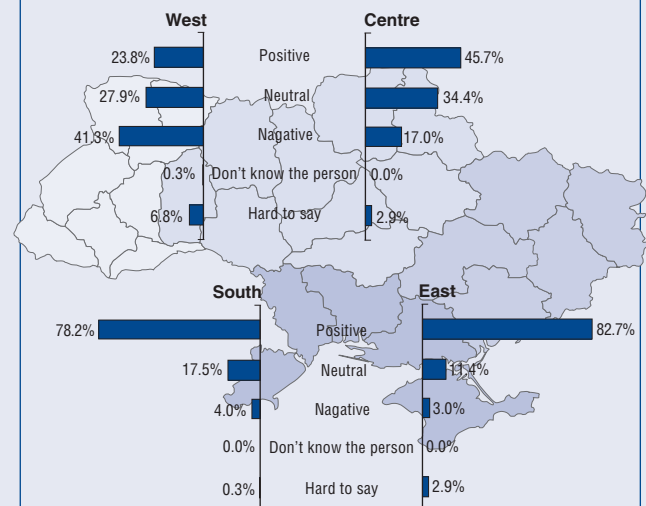 West Centre
23.8% Positive 45.7%
27.9% Neutral 34.4%
41.3% Nagative 17.0%
0.3% Don't know the person 0.0%
6.8% Hard to say 2.9%
South East
78.2% Positive 82.7%
17.5% Neutral 11.4%
4.0% Nagative 3.0%
0.0% Don't know the person 0.0%
0.3% Hard to say 2.9%